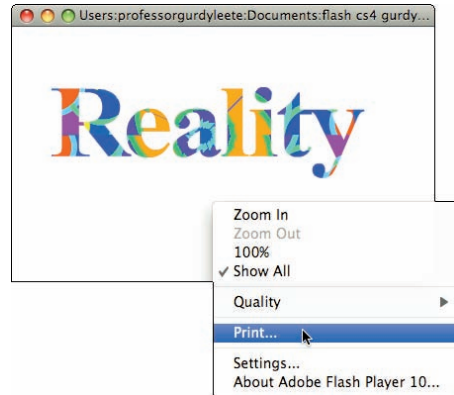 Users:professorgurdyleete:Documents:flash cs4 gurdy...
Reality
Zoom In
Zoom Out
100%
Show All
Quality
Print...
Settings...
About Adobe Flash Player 10...